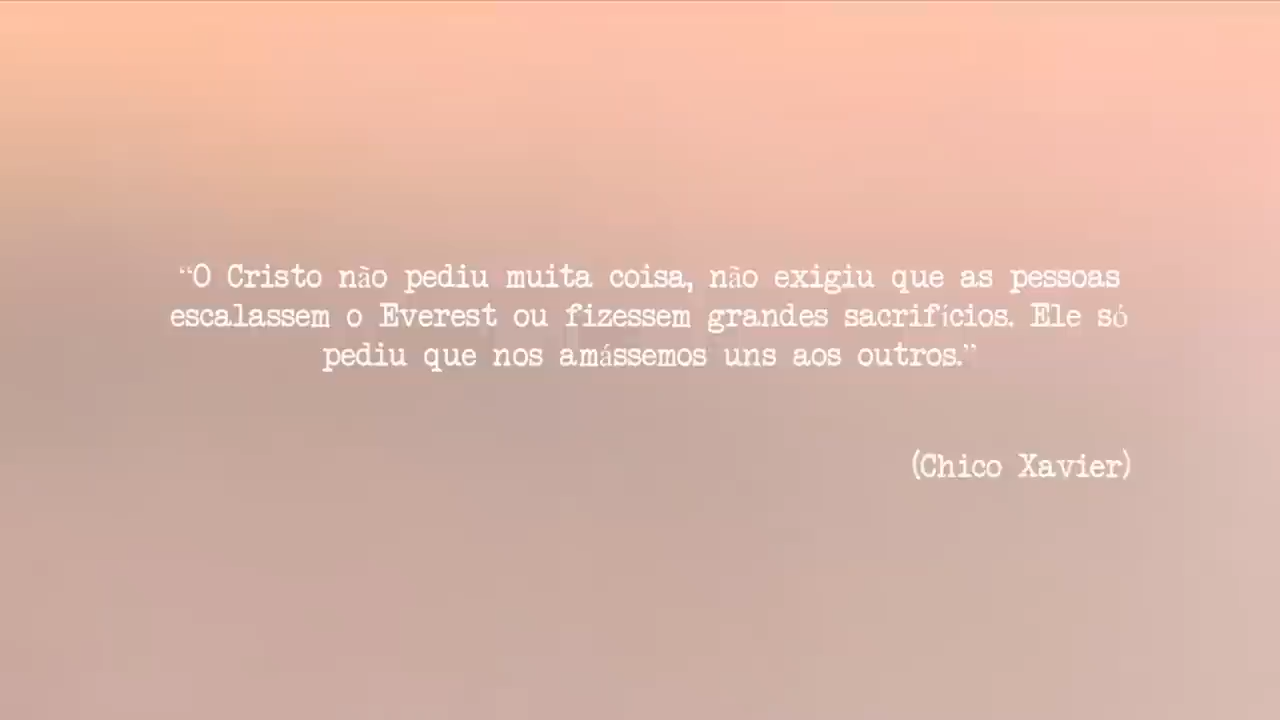 “O Cristo não pediu muita coisa, não exigiu que as pessoas
escalassem o Everest ou fizessem grandes sacrifícios. Ele só
pediu que nos amássemos uns aos outros.”
(Chico Xavier)